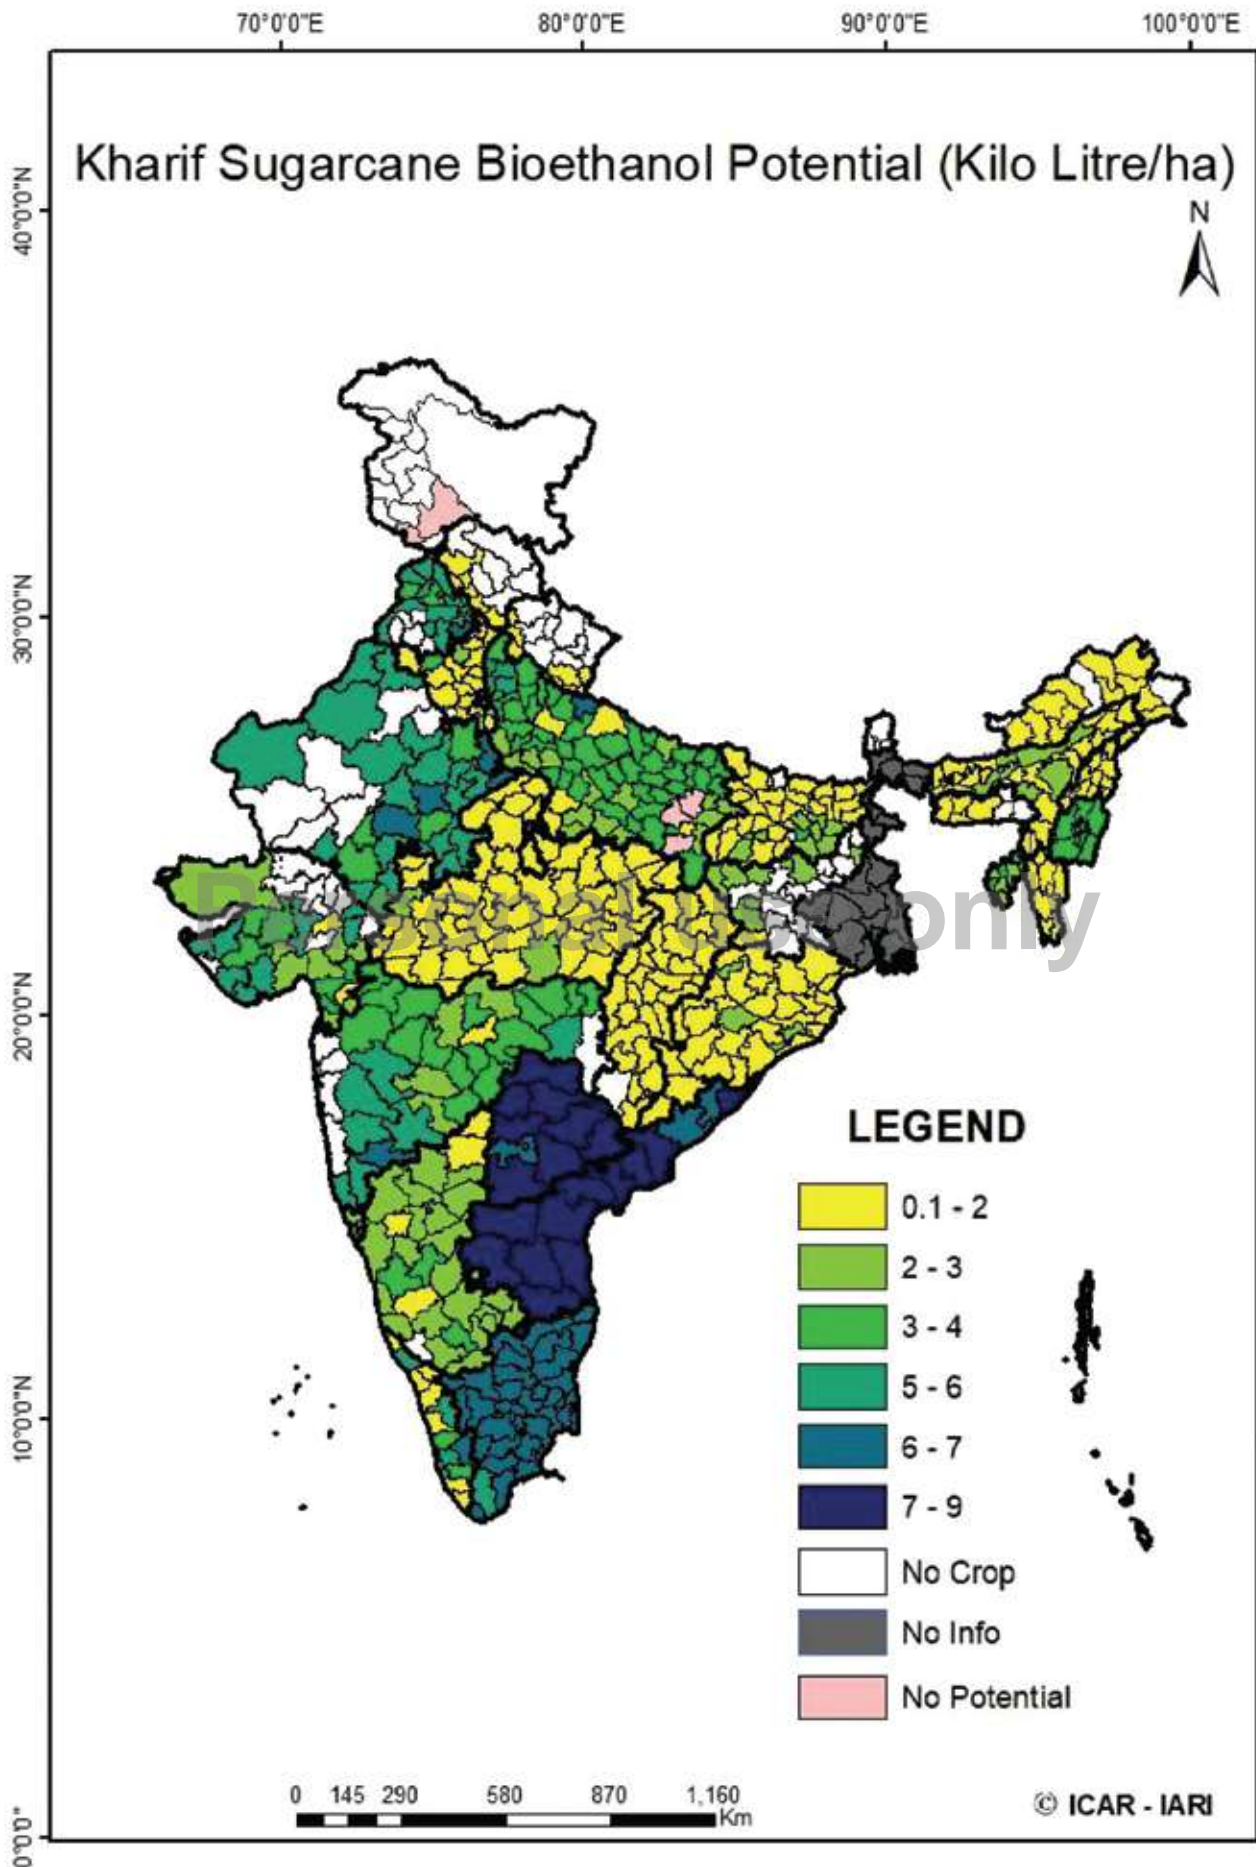 70°0'0"E 80°0'0"E 90°0'0"E 100°0'0"E
Kharif Sugarcane Bioethanol Potential (Kilo Litre/ha)
N
40°0'0"N
30°0'0"N
20°0'0"N
10°0'0"N
0°0'0"
Personal use only
LEGEND
0.1 - 2
2 - 3
3 - 4
5 - 6
6 - 7
7 - 9
No Crop
No Info
No Potential
0 145 290 580 870 1,160
Km
© ICAR - IARI